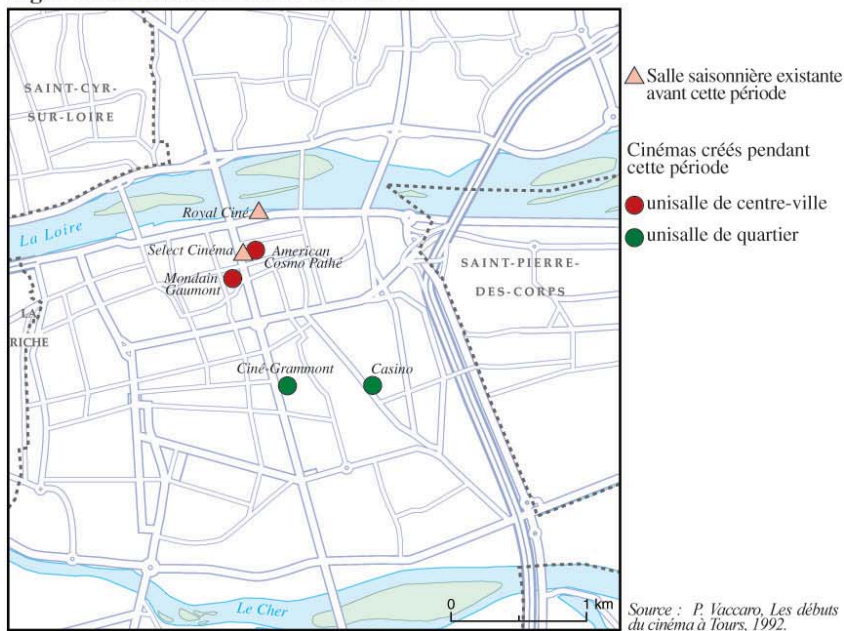 SAINT-CYR-
SUR-LOIRE
La Loire
Royal Ciné
Select Cinéma
American
Cosmo Pathé
Mondain
Gaumont
SAINT-PIERRE-
DES-CORPS
LA
RICHE
Ciné-Grammont
Casino
Le Cher
0
1 km
Salle saisonnière existante
avant cette période
Cinémas créés pendant
cette période
unisalle de centre-ville
unisalle de quartier
Source : P. Vaccaro, Les débuts
du cinéma à Tours, 1992.